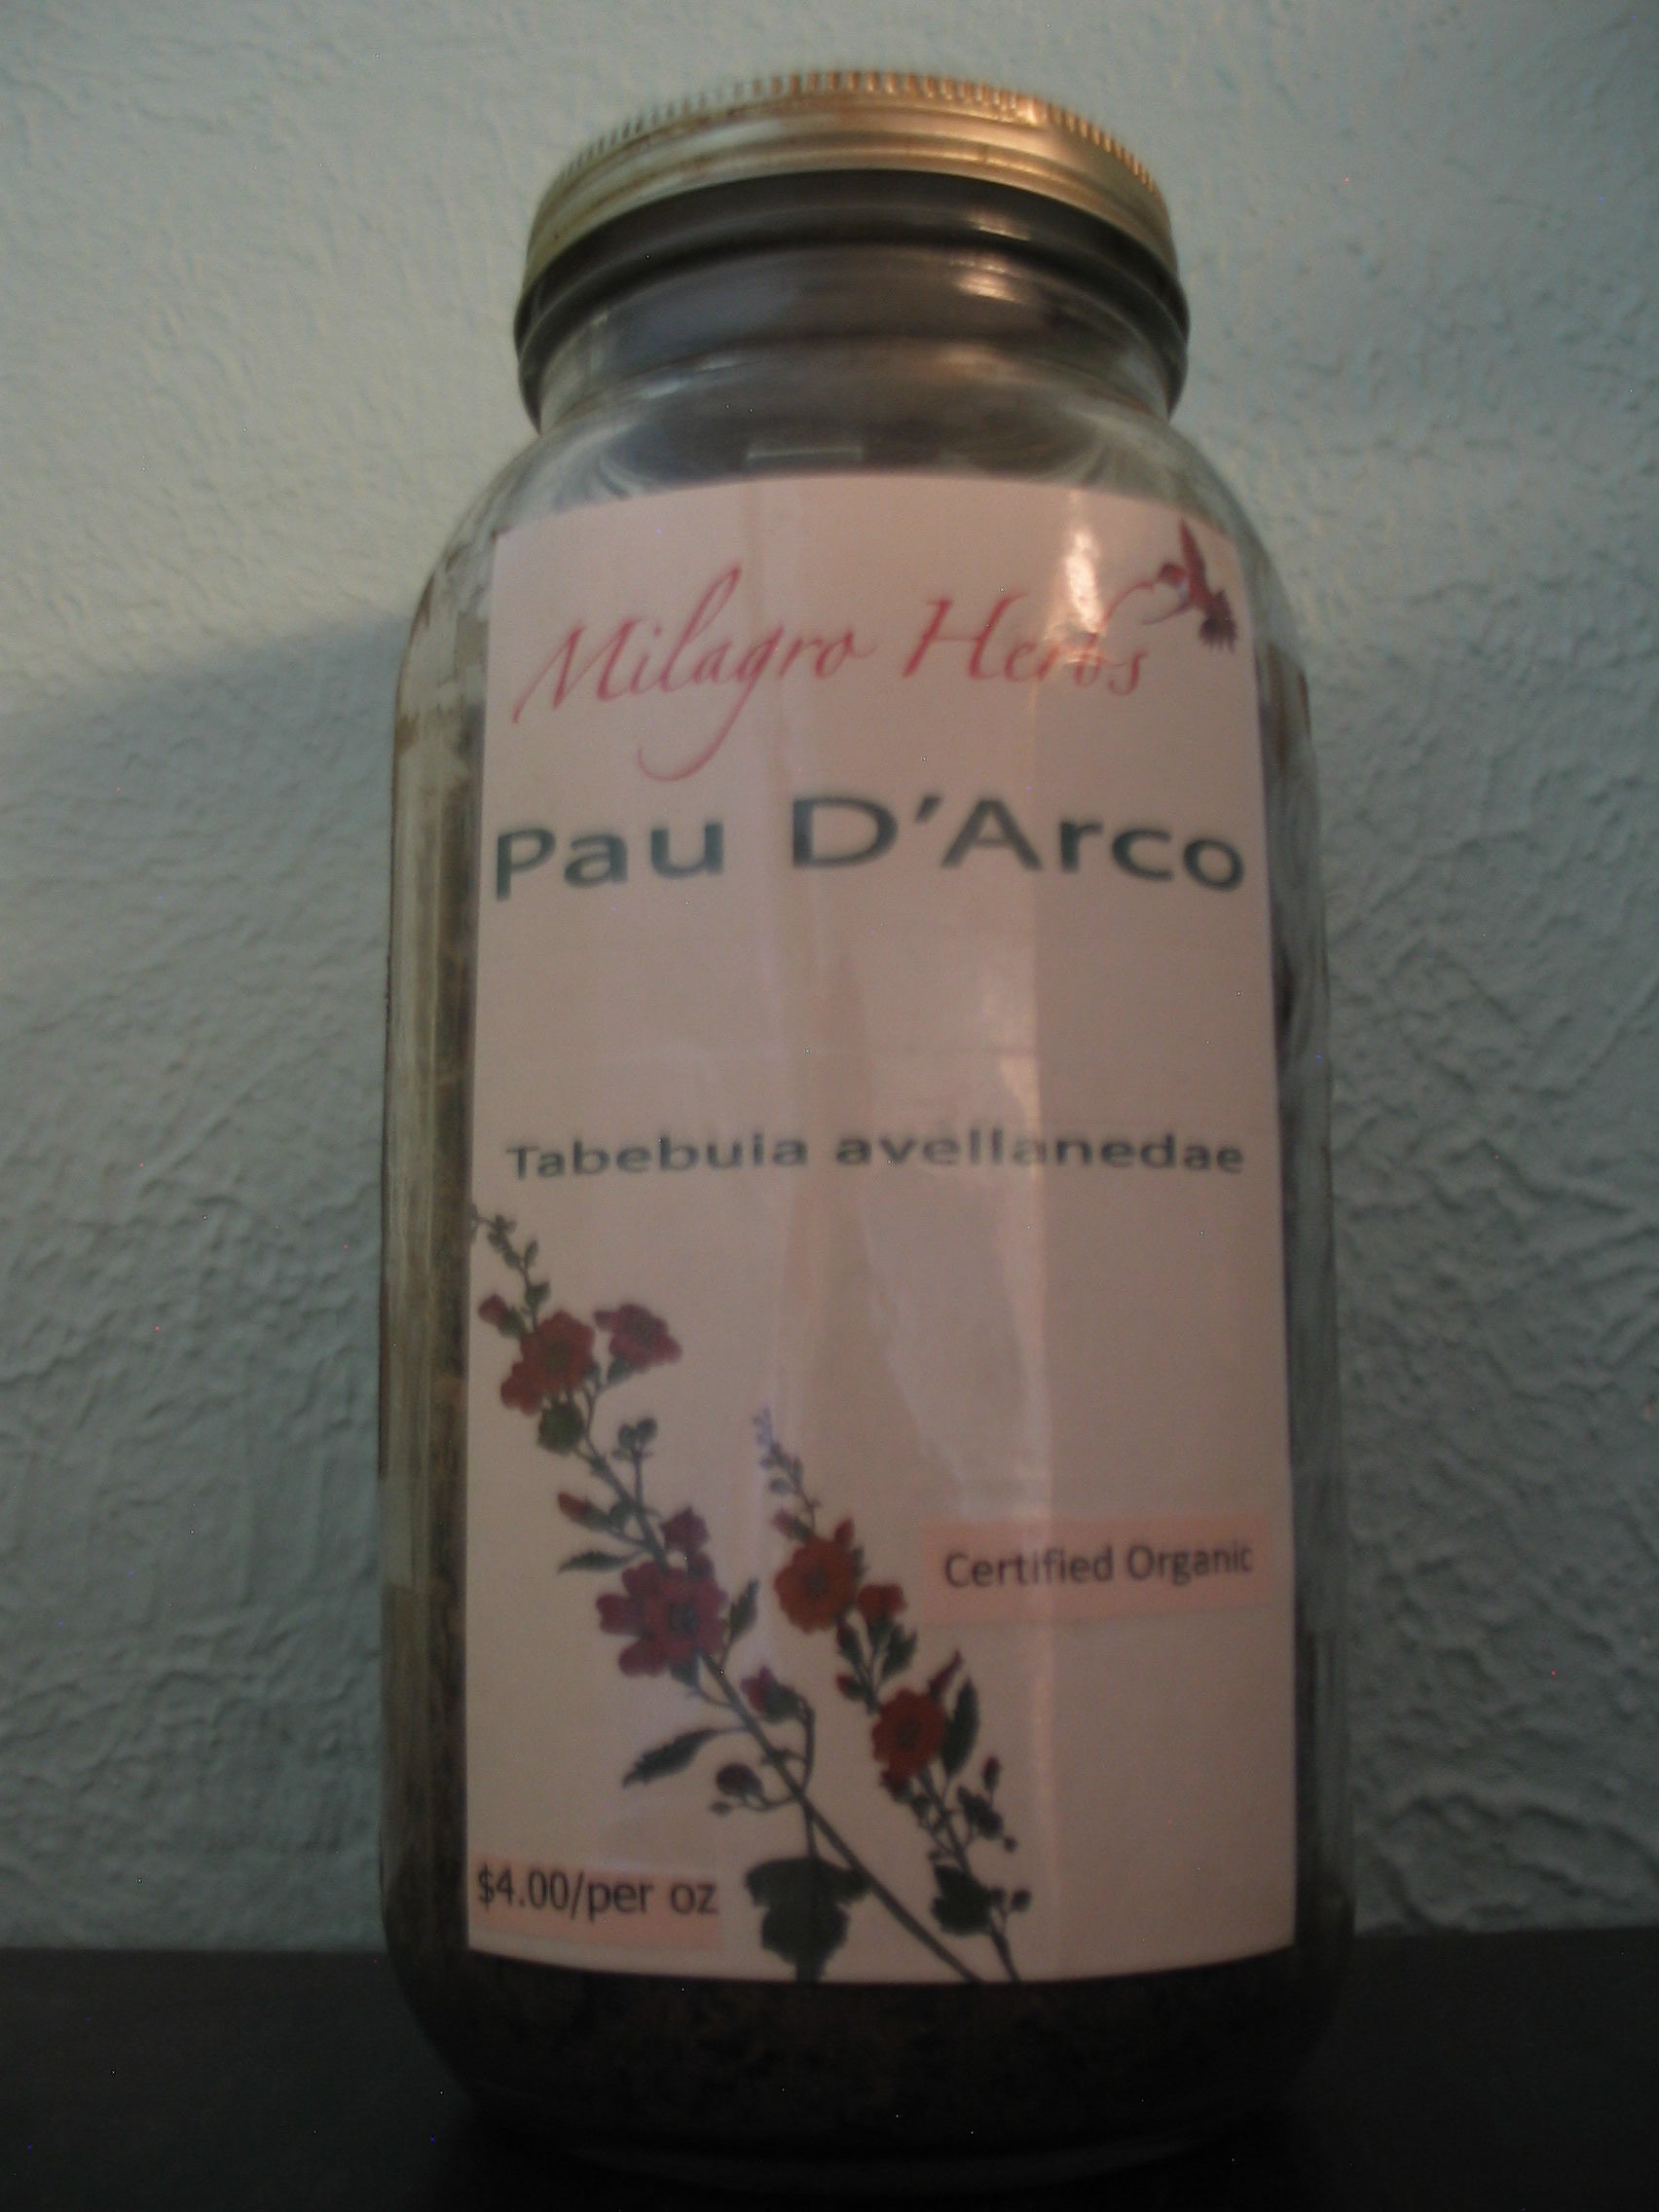 Milagro Herbs
Pau D'Arco
Tabebuia avellanedae
Certified Organic
$4.00/per oz